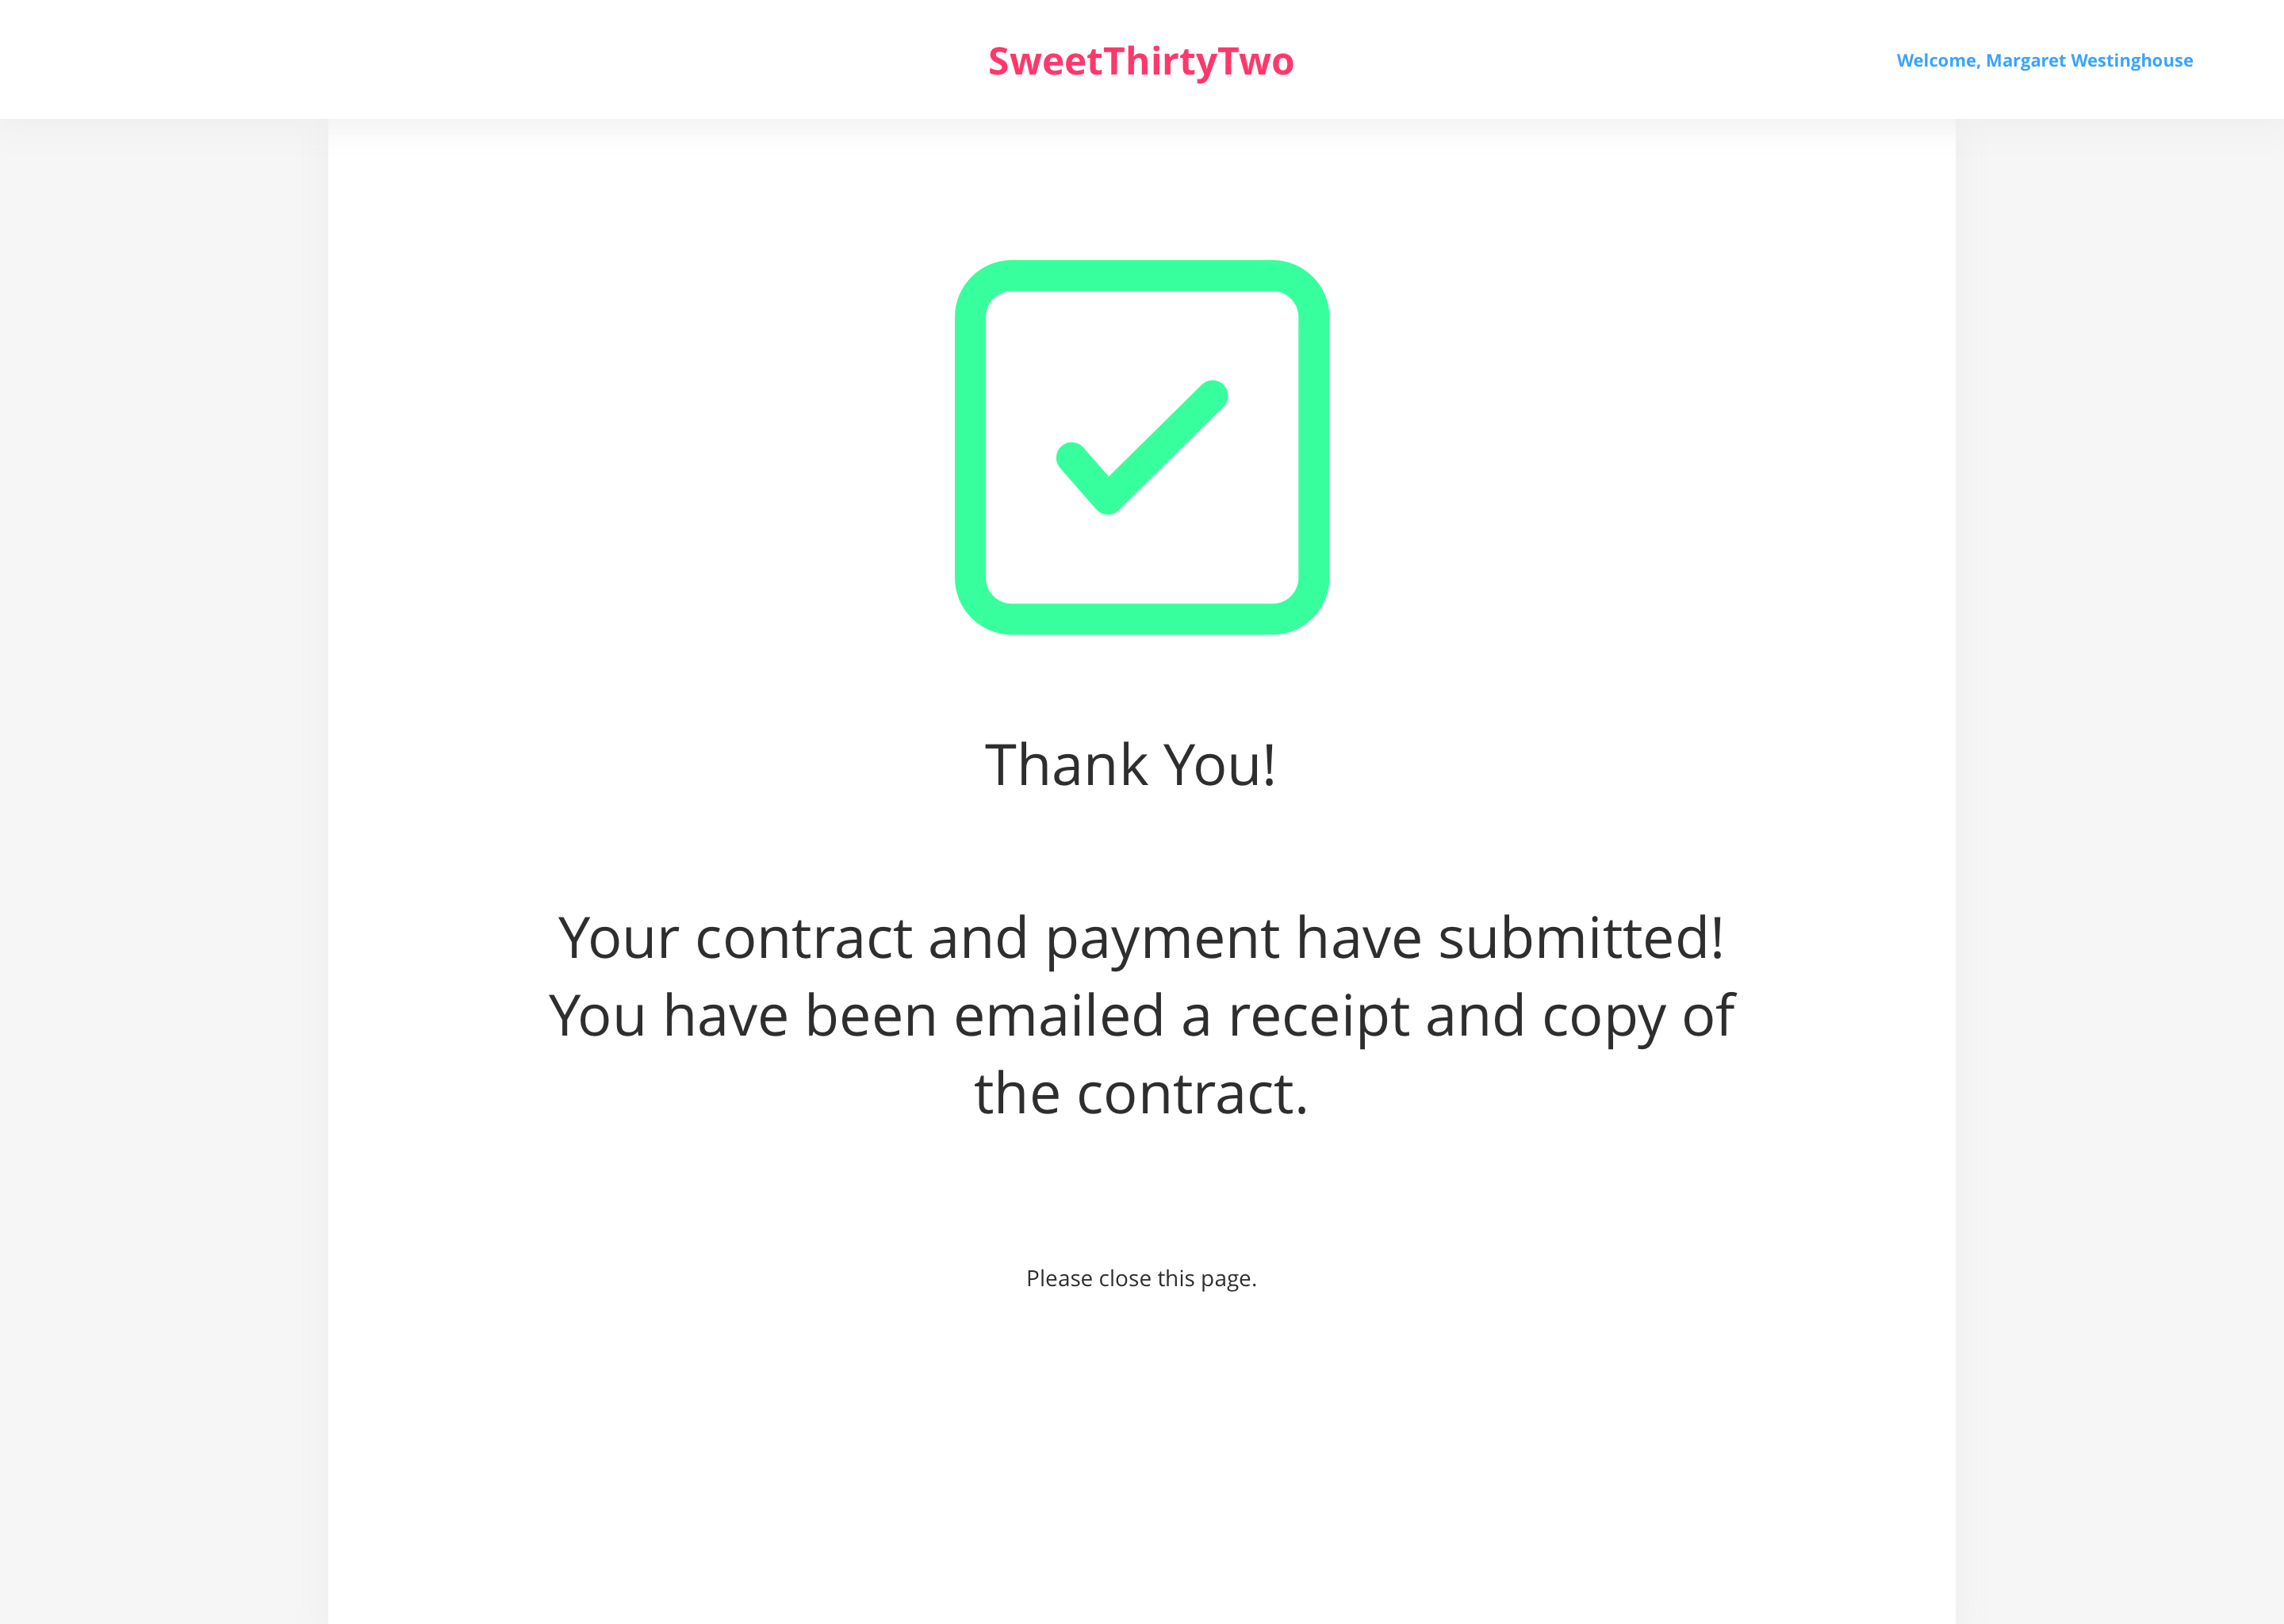 SweetThirtyTwo
Welcome, Margaret Westinghouse
Thank You!
Your contract and payment have submitted!
You have been emailed a receipt and copy of
the contract.
Please close this page.